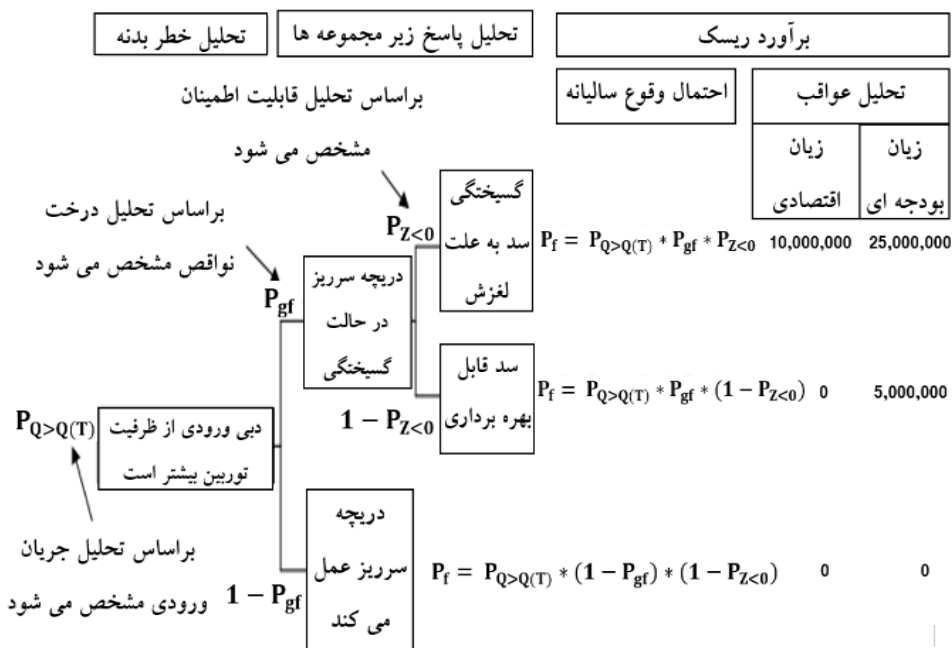 برآورد ریسک
تحلیل پاسخ زیر مجموعه ها
تحلیل خطر بدنه
تحلیل عواقب
احتمال وقوع سالیانه
زیان
بودجه ای
زیان
اقتصادی
براساس تحلیل قابلیت اطمینان
مشخص می شود
براساس تحلیل درخت
نواقص مشخص می شود
P_{Z<0}
گسیختگی
سد به علت
لغزش
P_f = P_{Q>Q(T)} * P_{gf} * P_{Z<0} 10,000,000 25,000,000
P_{gf}
دریچه سرریز
در حالت
گسیختگی
سد قابل
بهره برداری
1 − P_{Z<0}
P_f = P_{Q>Q(T)} * P_{gf} * (1 − P_{Z<0}) 0 5,000,000
P_{Q>Q(T)}
دبی ورودی از ظرفیت
توربین بیشتر است
براساس تحلیل جریان
ورودی مشخص می شود
1 − P_{gf}
دریچه
سرریز عمل
می کند
P_f = P_{Q>Q(T)} * (1 − P_{gf}) * (1 − P_{Z<0}) 0 0